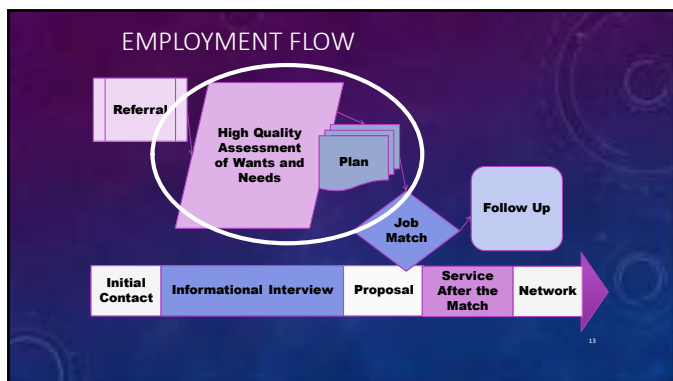 EMPLOYMENT FLOW
Referral
High Quality
Assessment
of Wants and
Needs
Plan
Job
Match
Follow Up
Initial
Contact
Informational Interview
Proposal
Service
After the
Match
Network
13